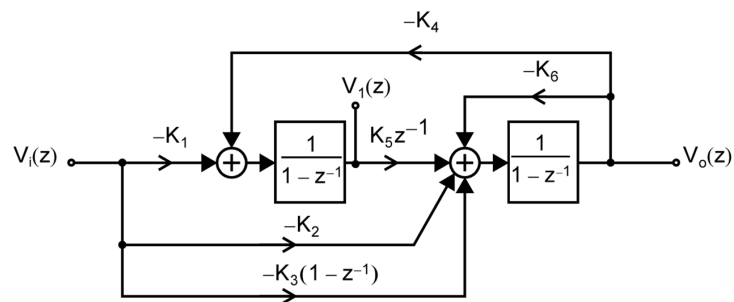 −K₄
−K₆
V₁(z)
−K₁
K₅z⁻¹
Vᵢ(z)
1
1 − z⁻¹
1
1 − z⁻¹
Vₒ(z)
−K₂
−K₃(1 − z⁻¹)